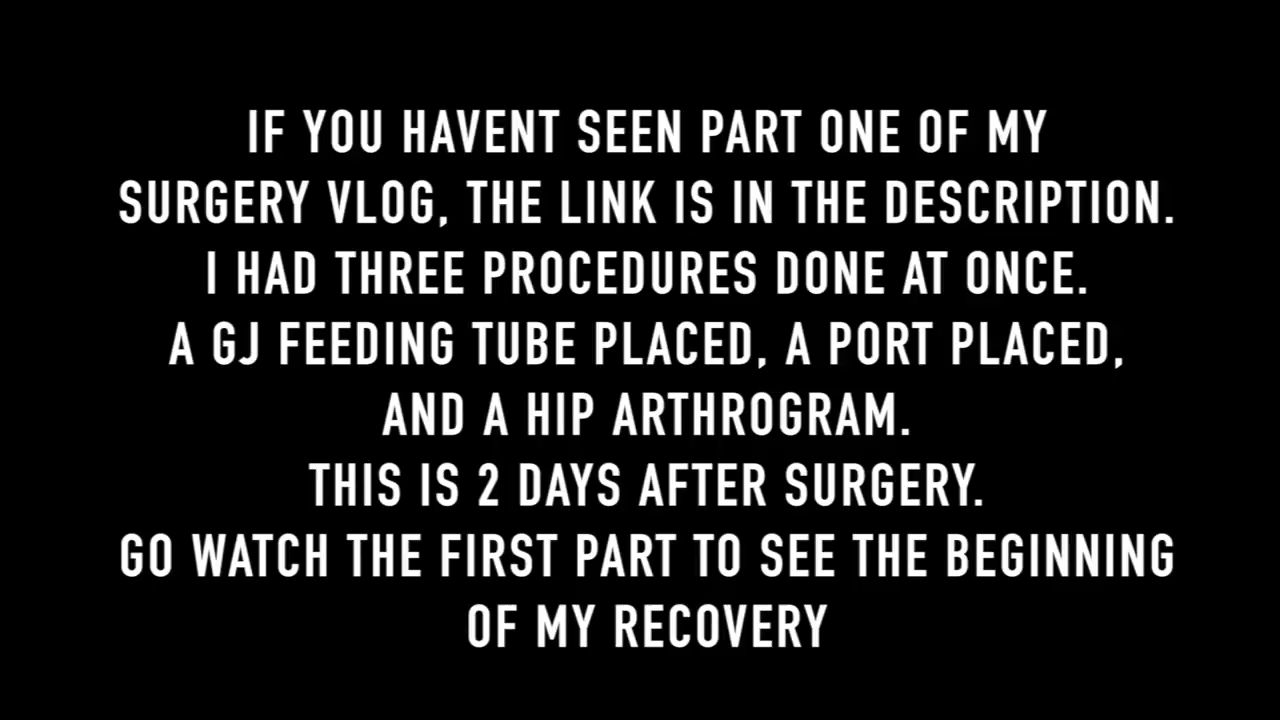 IF YOU HAVENT SEEN PART ONE OF MY
SURGERY VLOG, THE LINK IS IN THE DESCRIPTION.
I HAD THREE PROCEDURES DONE AT ONCE.
A GJ FEEDING TUBE PLACED, A PORT PLACED,
AND A HIP ARTHROGRAM.
THIS IS 2 DAYS AFTER SURGERY.
GO WATCH THE FIRST PART TO SEE THE BEGINNING
OF MY RECOVERY